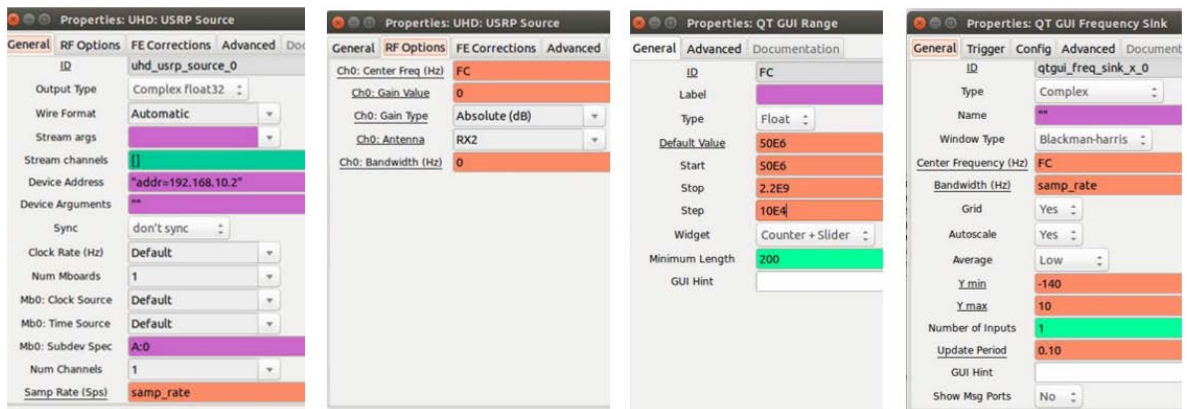 Properties: UHD: USRP Source
General RF Options FE Corrections Advanced Doc
ID uhd_usrp_source_0
Output Type Complex float32
Wire Format Automatic
Stream args
Stream channels []
Device Address "addr=192.168.10.2"
Device Arguments ""
Sync don't sync
Clock Rate (Hz) Default
Num Mboards 1
Mb0: Clock Source Default
Mb0: Time Source Default
Mb0: Subdev Spec A:0
Num Channels 1
Samp Rate (Sps) samp_rate
Properties: UHD: USRP Source
General RF Options FE Corrections Advanced
Ch0: Center Freq (Hz) FC
Ch0: Gain Value 0
Ch0: Gain Type Absolute (dB)
Ch0: Antenna RX2
Ch0: Bandwidth (Hz) 0
Properties: QT GUI Range
General Advanced Documentation
ID FC
Label
Type Float
Default Value 50E6
Start 50E6
Stop 2.2E9
Step 10E4
Widget Counter + Slider
Minimum Length 200
GUI Hint
Properties: QT GUI Frequency Sink
General Trigger Config Advanced Document
ID qtgui_freq_sink_x_0
Type Complex
Name ""
Window Type Blackman-harris
Center Frequency (Hz) FC
Bandwidth (Hz) samp_rate
Grid Yes
Autoscale Yes
Average Low
Y min -140
Y max 10
Number of Inputs 1
Update Period 0.10
GUI Hint
Show Msg Ports No